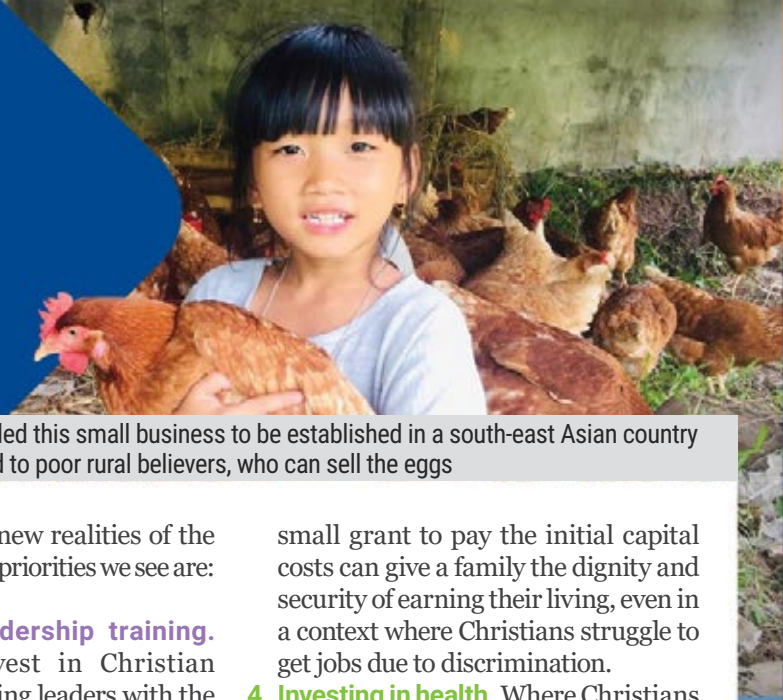 led this small business to be established in a south-east Asian country
d to poor rural believers, who can sell the eggs
new realities of the
priorities we see are:
dership training.
vest in Christian
ing leaders with the
small grant to pay the initial capital
costs can give a family the dignity and
security of earning their living, even in
a context where Christians struggle to
get jobs due to discrimination.
4. Investing in health. Where Christians